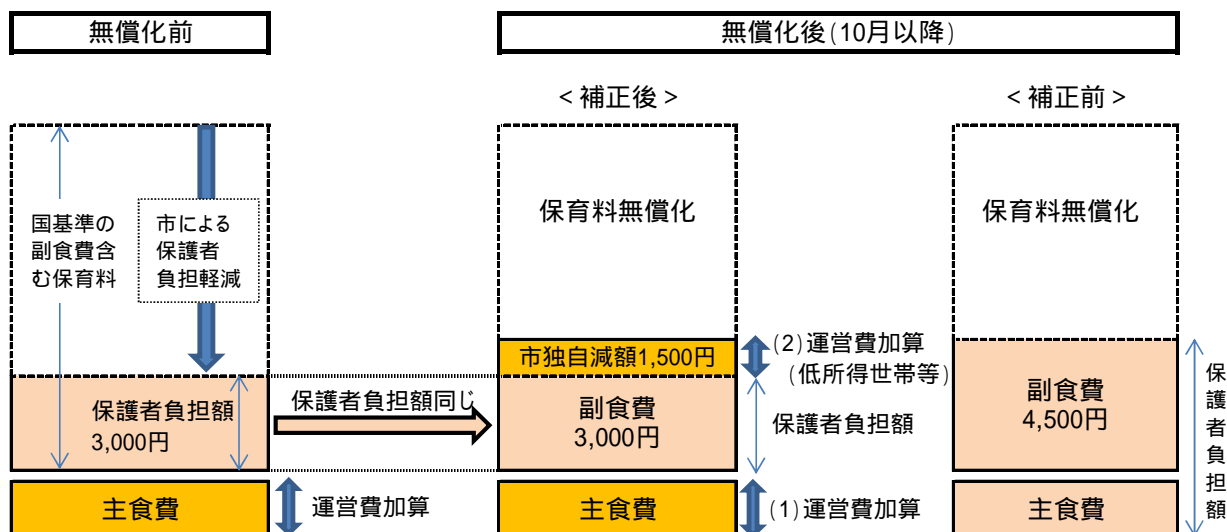 無償化前
無償化後(10月以降)
<補正後>
<補正前>
国基準の
副食費含
む保育料
市による
保護者
負担軽減
保護者負担額
3,000円
主食費
運営費加算
保護者負担額同じ
保育料無償化
市独自減額1,500円
副食費
3,000円
主食費
(2)運営費加算
(低所得世帯等)
保護者負担額
(1)運営費加算
保育料無償化
副食費
4,500円
主食費
保護者負担額